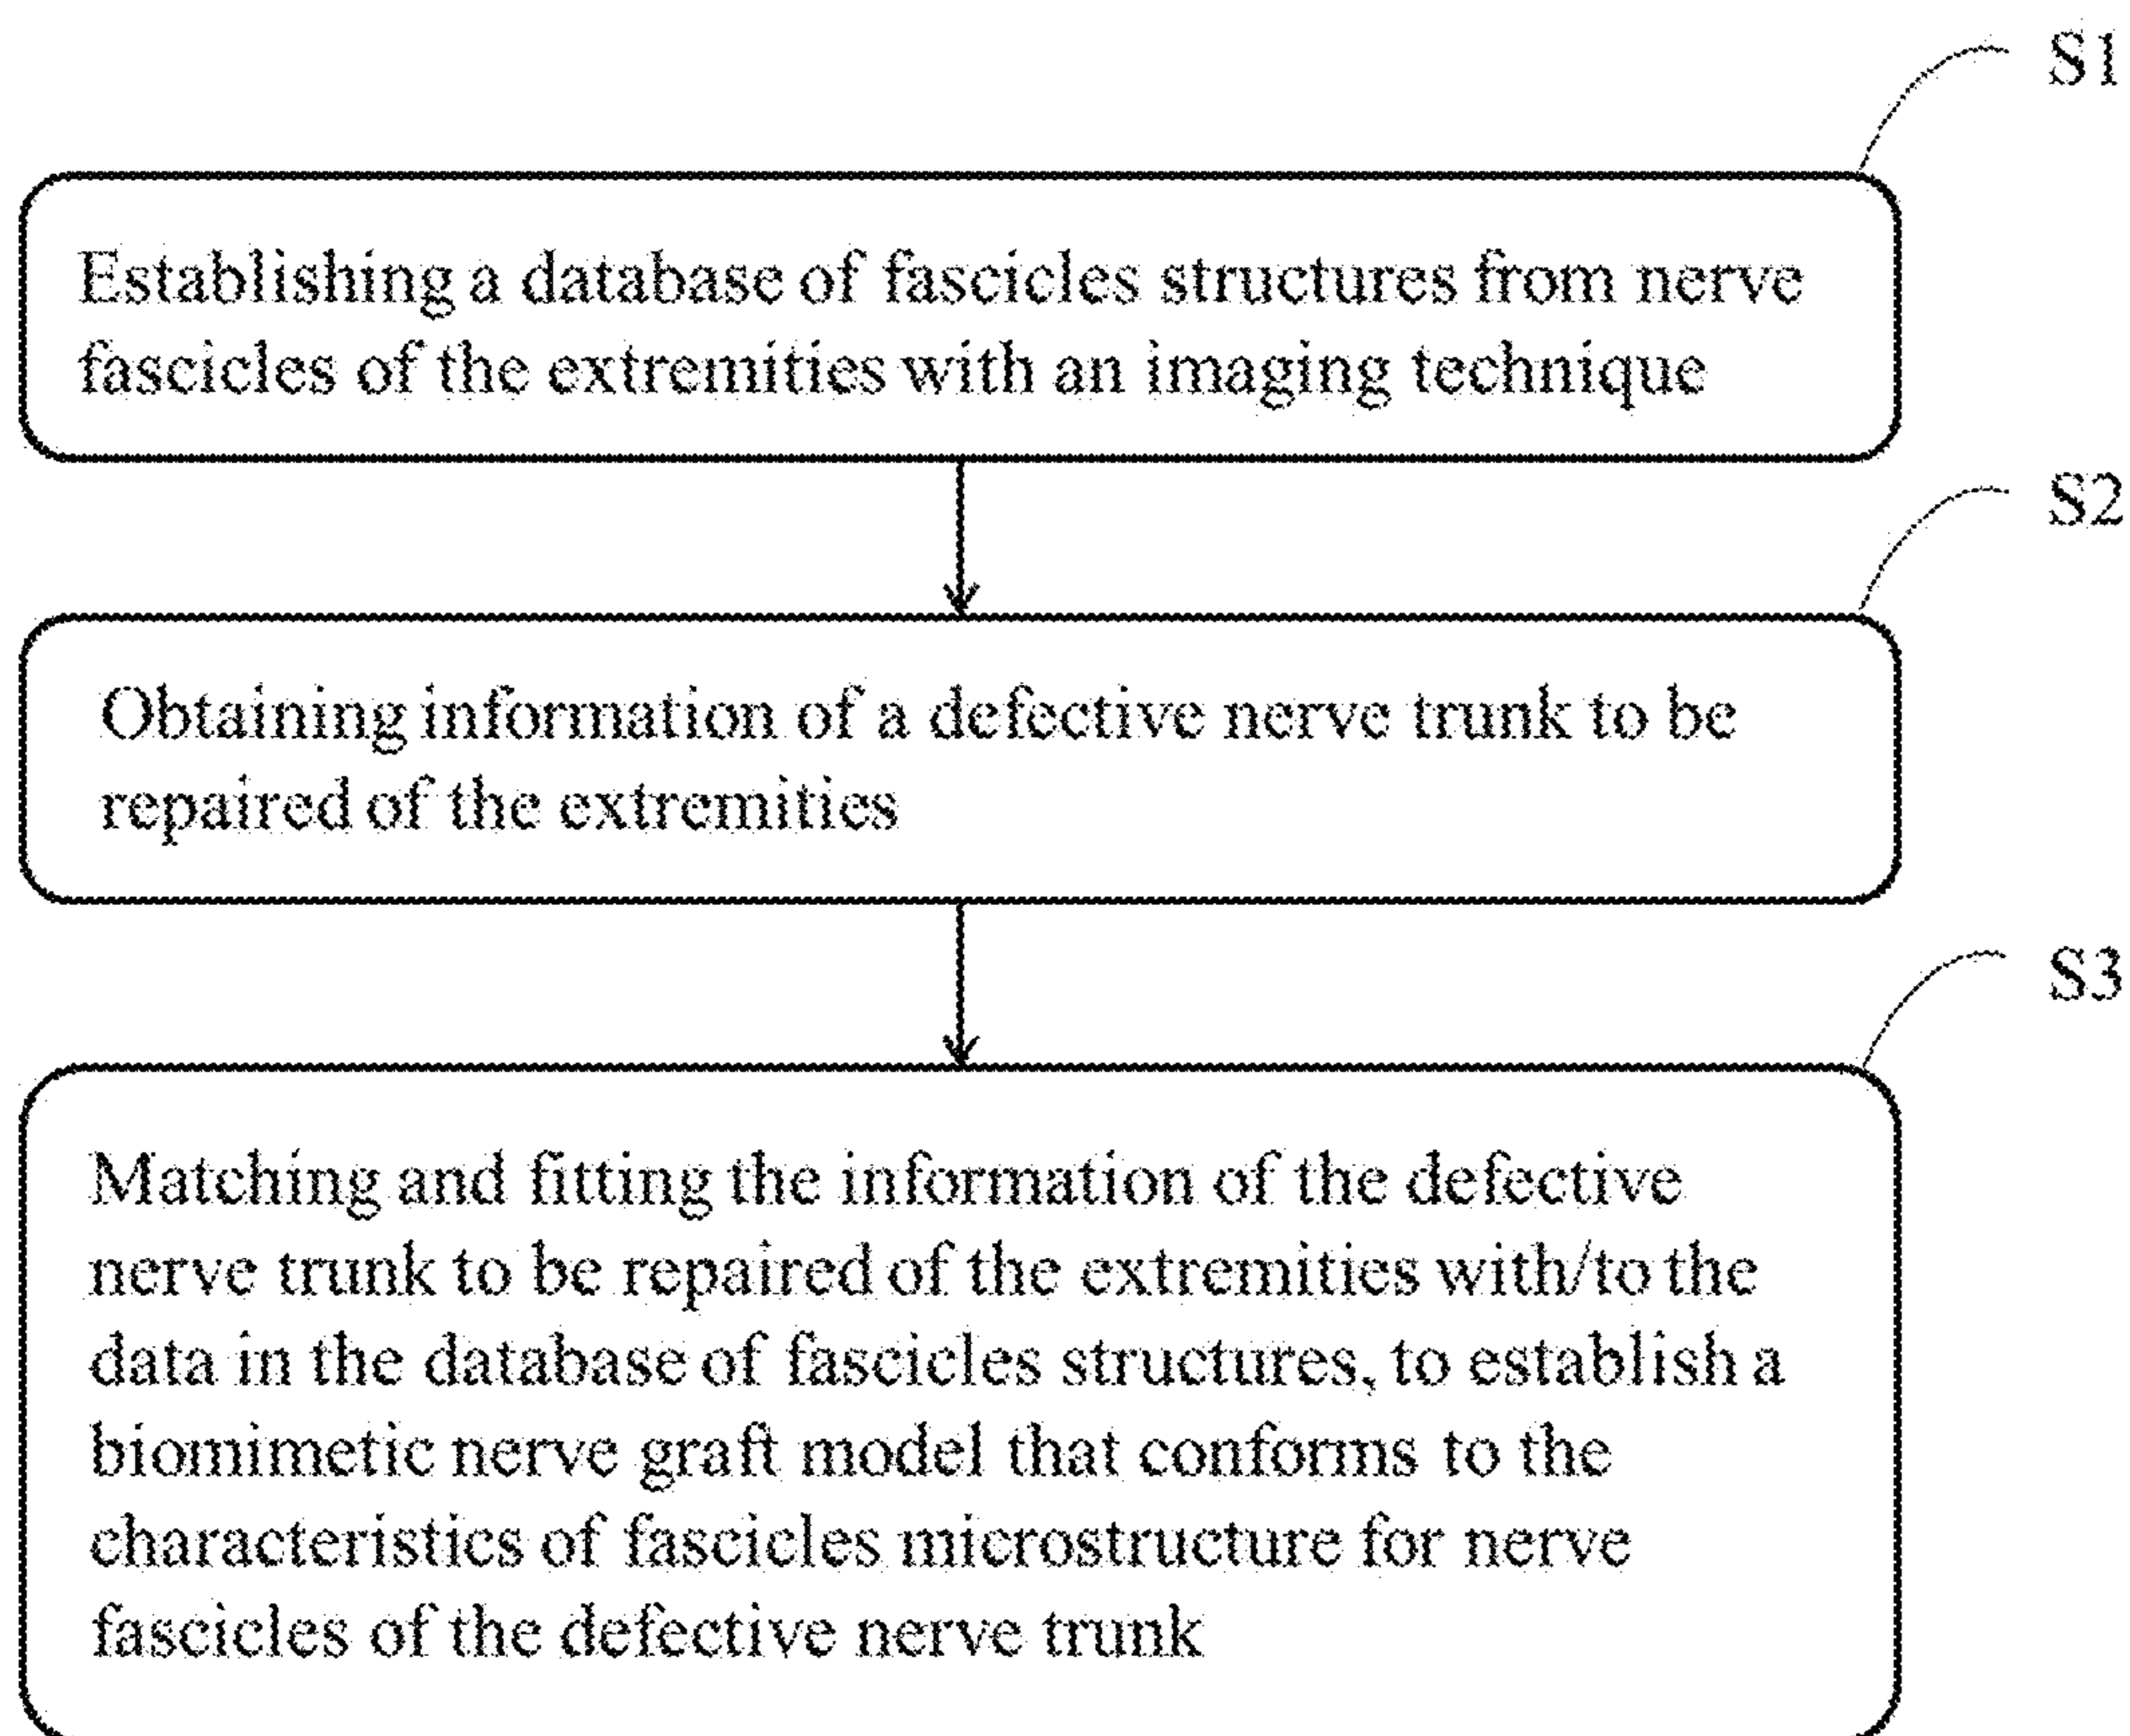 S1
Establishing a database of fascicles structures from nerve
fascicles of the extremities with an imaging technique
S2
Obtaining information of a defective nerve trunk to be
repaired of the extremities
S3
Matching and fitting the information of the defective
nerve trunk to be repaired of the extremities with/to the
data in the database of fascicles structures, to establish a
biomimetic nerve graft model that conforms to the
characteristics of fascicles microstructure for nerve
fascicles of the defective nerve trunk